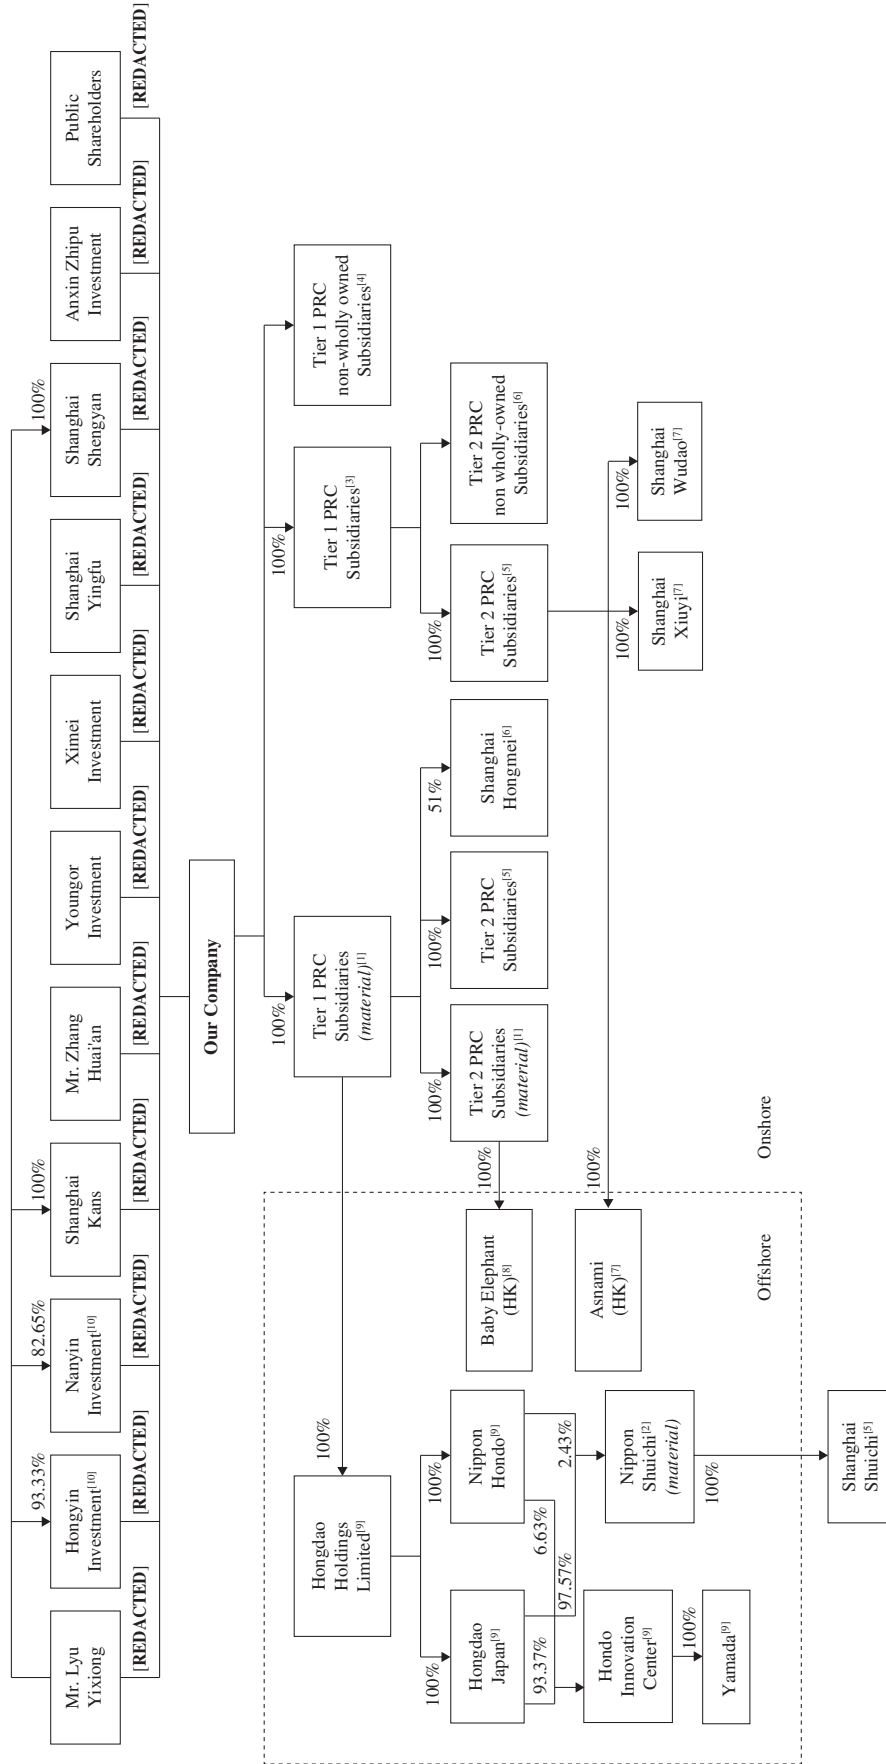 93.33%
82.65%
100%
100%
Mr. Lyu
Yixiong
Hongyin
Investment[10]
Nanyin
Investment[10]
Shanghai
Kans
Mr. Zhang
Huai'an
Youngor
Investment
Ximei
Investment
Shanghai
Yingfu
Shanghai
Shengyan
Anxin Zhipu
Investment
Public
Shareholders
[REDACTED]
[REDACTED]
[REDACTED]
[REDACTED]
[REDACTED]
[REDACTED]
[REDACTED]
[REDACTED]
[REDACTED]
[REDACTED]
[REDACTED]
Our Company
100%
100%
100%
Hongdao
Holdings
Limited[9]
Tier 1 PRC
Subsidiaries
(material)[1]
Tier 1 PRC
Subsidiaries[3]
Tier 1 PRC
non-wholly owned
Subsidiaries[4]
100%
100%
100%
100%
51%
100%
Hongdao
Japan[9]
Nippon
Hondo[9]
Baby Elephant
(HK)[8]
100%
Tier 2 PRC
Subsidiaries
(material)[1]
Tier 2 PRC
Subsidiaries[5]
Shanghai
Hongmei[6]
Tier 2 PRC
Subsidiaries[5]
Tier 2 PRC
non wholly-owned
Subsidiaries[6]
93.37%
6.63%
97.57%
2.43%
Hondo
Innovation
Center[9]
Nippon
Shuichi[2]
(material)
Asnami
(HK)[7]
100%
100%
100%
Shanghai
Xiuyi[7]
Shanghai
Wudao[7]
100%
100%
Yamada[9]
Offshore
Onshore
Shanghai
Shuichi[5]